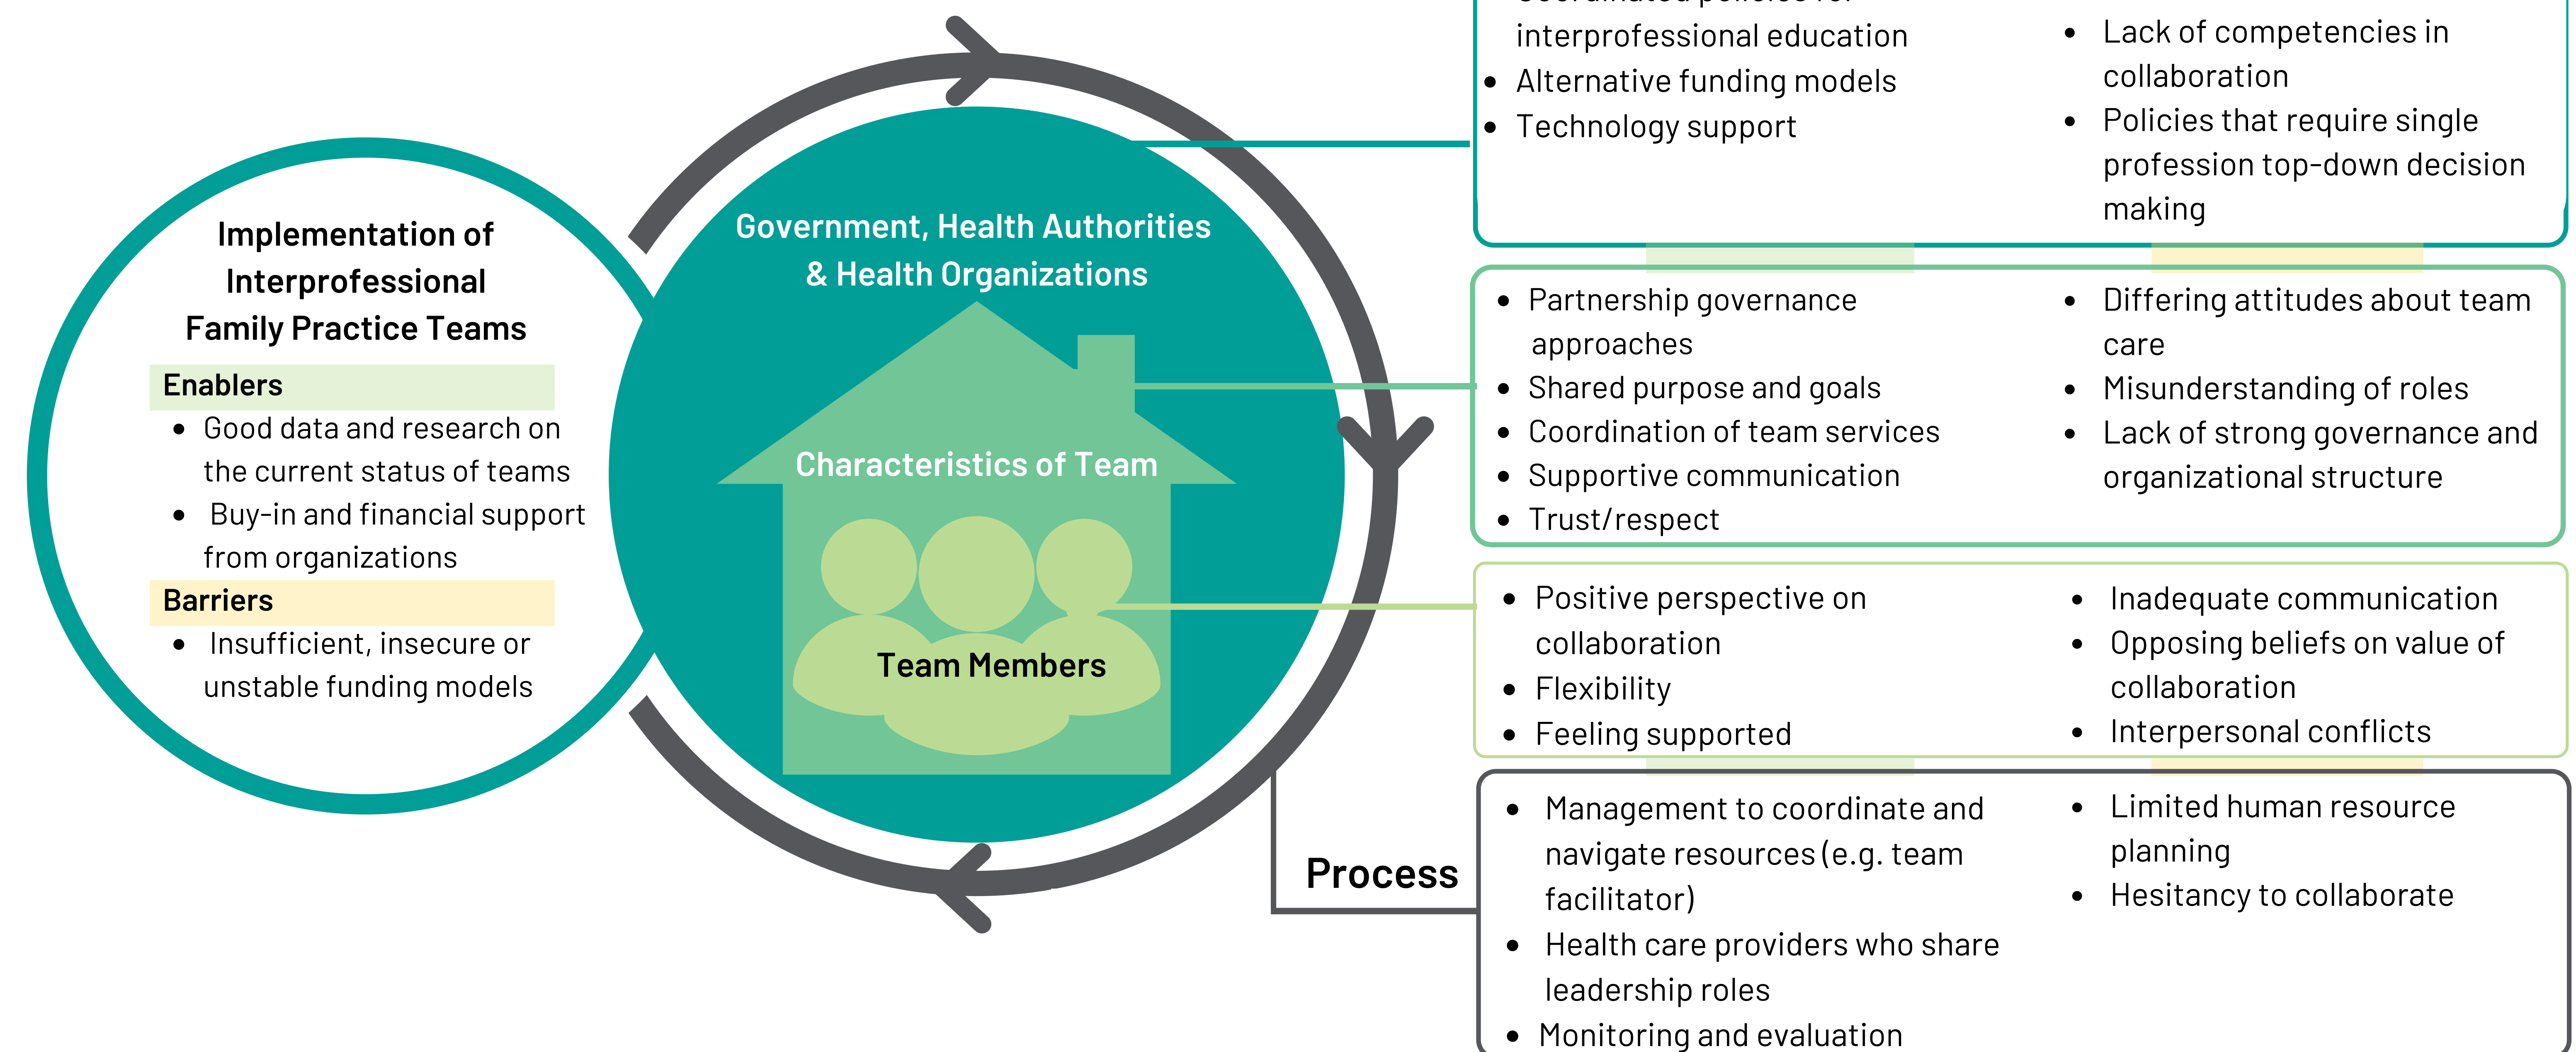 Implementation of
Interprofessional
Family Practice Teams
Enablers
• Good data and research on
the current status of teams
• Buy-in and financial support
from organizations
Barriers
• Insufficient, insecure or
unstable funding models
Government, Health Authorities
& Health Organizations
Characteristics of Team
Team Members
Process
interprofessional education
• Alternative funding models
• Technology support
• Lack of competencies in
collaboration
• Policies that require single
profession top-down decision
making
• Partnership governance
approaches
• Shared purpose and goals
• Coordination of team services
• Supportive communication
• Trust/respect
• Differing attitudes about team
care
• Misunderstanding of roles
• Lack of strong governance and
organizational structure
• Positive perspective on
collaboration
• Flexibility
• Feeling supported
• Inadequate communication
• Opposing beliefs on value of
collaboration
• Interpersonal conflicts
• Management to coordinate and
navigate resources (e.g. team
facilitator)
• Health care providers who share
leadership roles
• Monitoring and evaluation
• Limited human resource
planning
• Hesitancy to collaborate